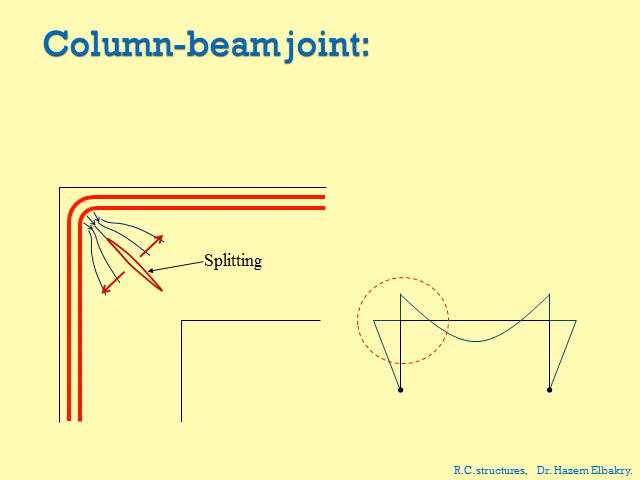 Column-beam joint:
Splitting
R.C. structures, Dr. Hazem Elbakry.